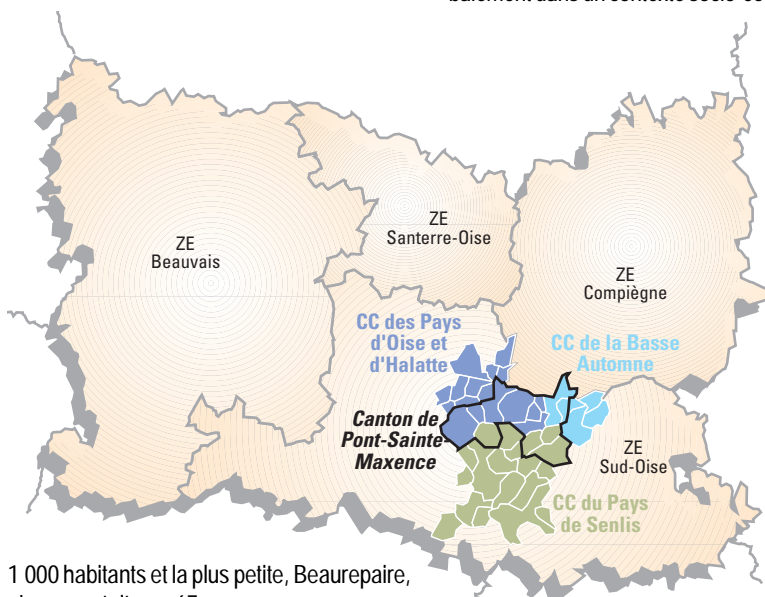 ZE
Santerre-Oise
ZE
Beauvais
ZE
Compiègne
CC des Pays
d'Oise et
d'Halatte
CC de la Basse
Automne
Canton de
Pont-Sainte-
Maxence
ZE
Sud-Oise
CC du Pays
de Senlis
1 000 habitants et la plus petite, Beaurepaire,